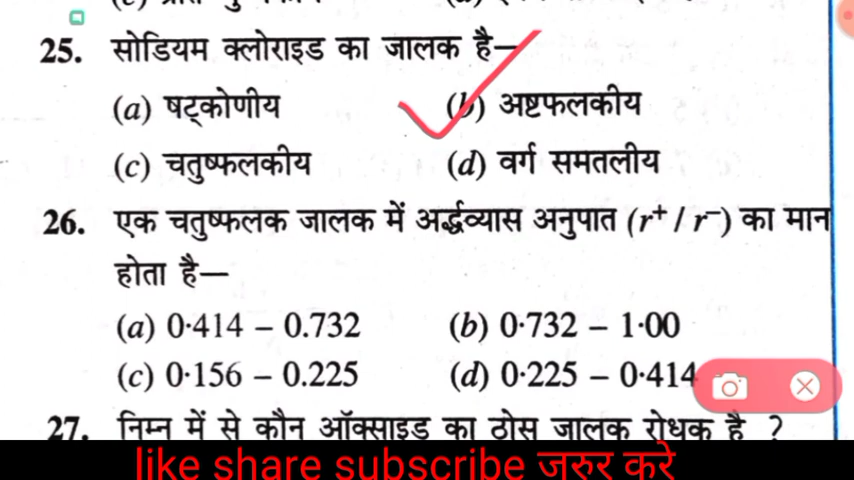 25. सोडियम क्लोराइड का जालक है—
(a) षट्कोणीय (b) अष्टफलकीय
(c) चतुष्फलकीय (d) वर्ग समतलीय
26. एक चतुष्फलक जालक में अर्द्धव्यास अनुपात (r⁺ / r⁻) का मान
होता है—
(a) 0·414 – 0.732 (b) 0·732 – 1·00
(c) 0·156 – 0.225 (d) 0·225 – 0·414
27. निम्न में से कौन ऑक्साइड का ठोस जालक रोधक है ?
like share subscribe जरुर करे